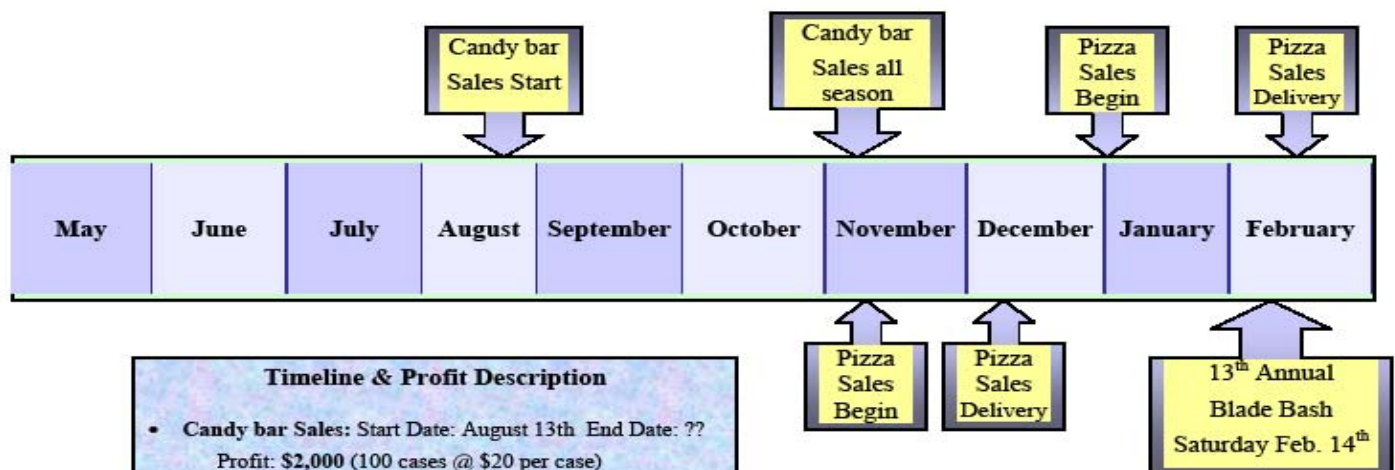 Candy bar
Sales Start
Candy bar
Sales all
season
Pizza
Sales
Begin
Pizza
Sales
Delivery
May June July August September October November December January February
Pizza
Sales
Begin
Pizza
Sales
Delivery
13th Annual
Blade Bash
Saturday Feb. 14th
Timeline & Profit Description
• Candy bar Sales: Start Date: August 13th End Date: ??
Profit: $2,000 (100 cases @ $20 per case)